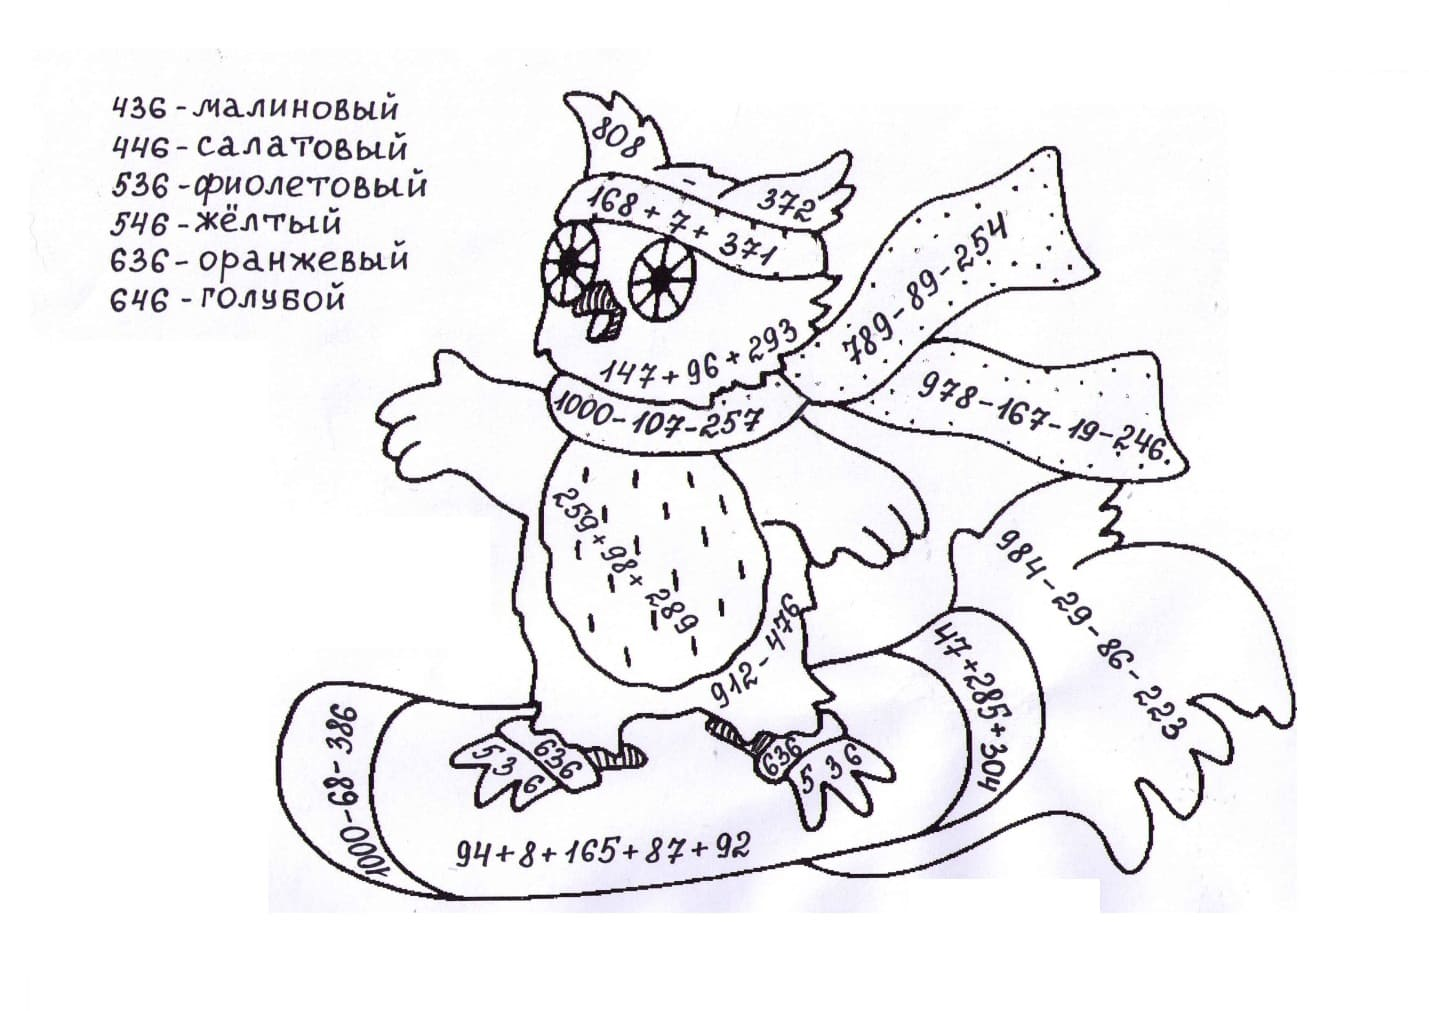 436 - малиновый
446 - салатовый
536 - фиолетовый
546 - жёлтый
636 - оранжевый
646 - голубой
808 - 372
168 + 7 + 371
789 - 89 - 254
147 + 96 + 293
1000 - 107 - 257
978 - 167 - 19 - 246
259 + 98 + 289
984 - 29 - 86 - 223
912 - 476
47 + 285 + 304
1000 - 68 - 386
536
636
636
536
94 + 8 + 165 + 87 + 92